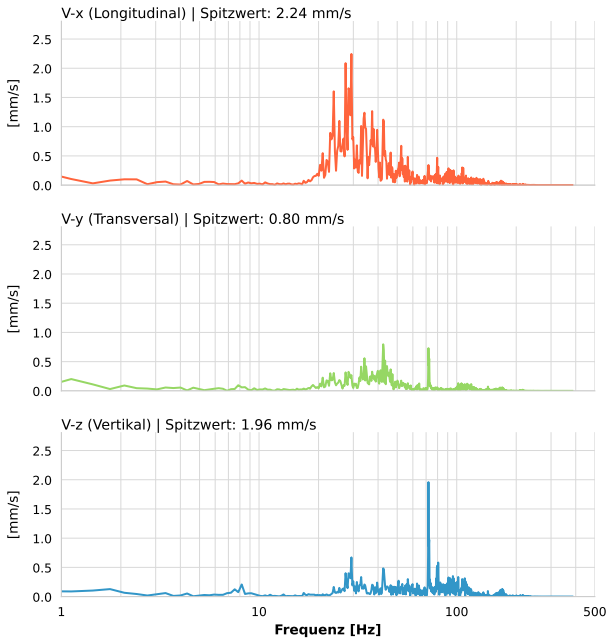 V-x (Longitudinal) | Spitzwert: 2.24 mm/s
2.5
2.0
1.5
1.0
0.5
0.0
[mm/s]
V-y (Transversal) | Spitzwert: 0.80 mm/s
2.5
2.0
1.5
1.0
0.5
0.0
[mm/s]
V-z (Vertikal) | Spitzwert: 1.96 mm/s
2.5
2.0
1.5
1.0
0.5
0.0
[mm/s]
1 10 100 500
Frequenz [Hz]